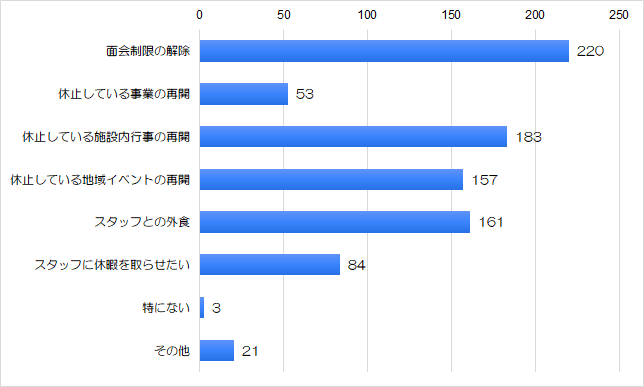 0 50 100 150 200 250
面会制限の解除 220
休止している事業の再開 53
休止している施設内行事の再開 183
休止している地域イベントの再開 157
スタッフとの外食 161
スタッフに休暇を取らせたい 84
特にない 3
その他 21